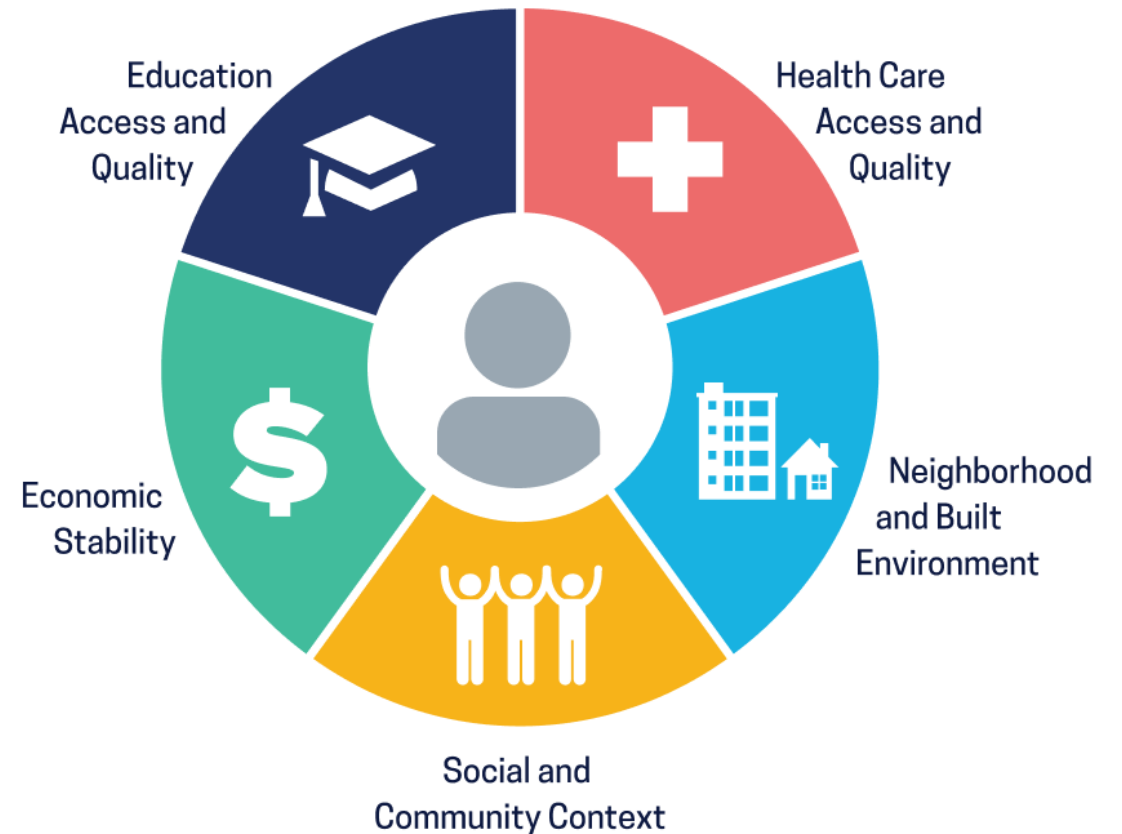 Education
Access and
Quality
Health Care
Access and
Quality
Economic
Stability
Neighborhood
and Built
Environment
Social and
Community Context